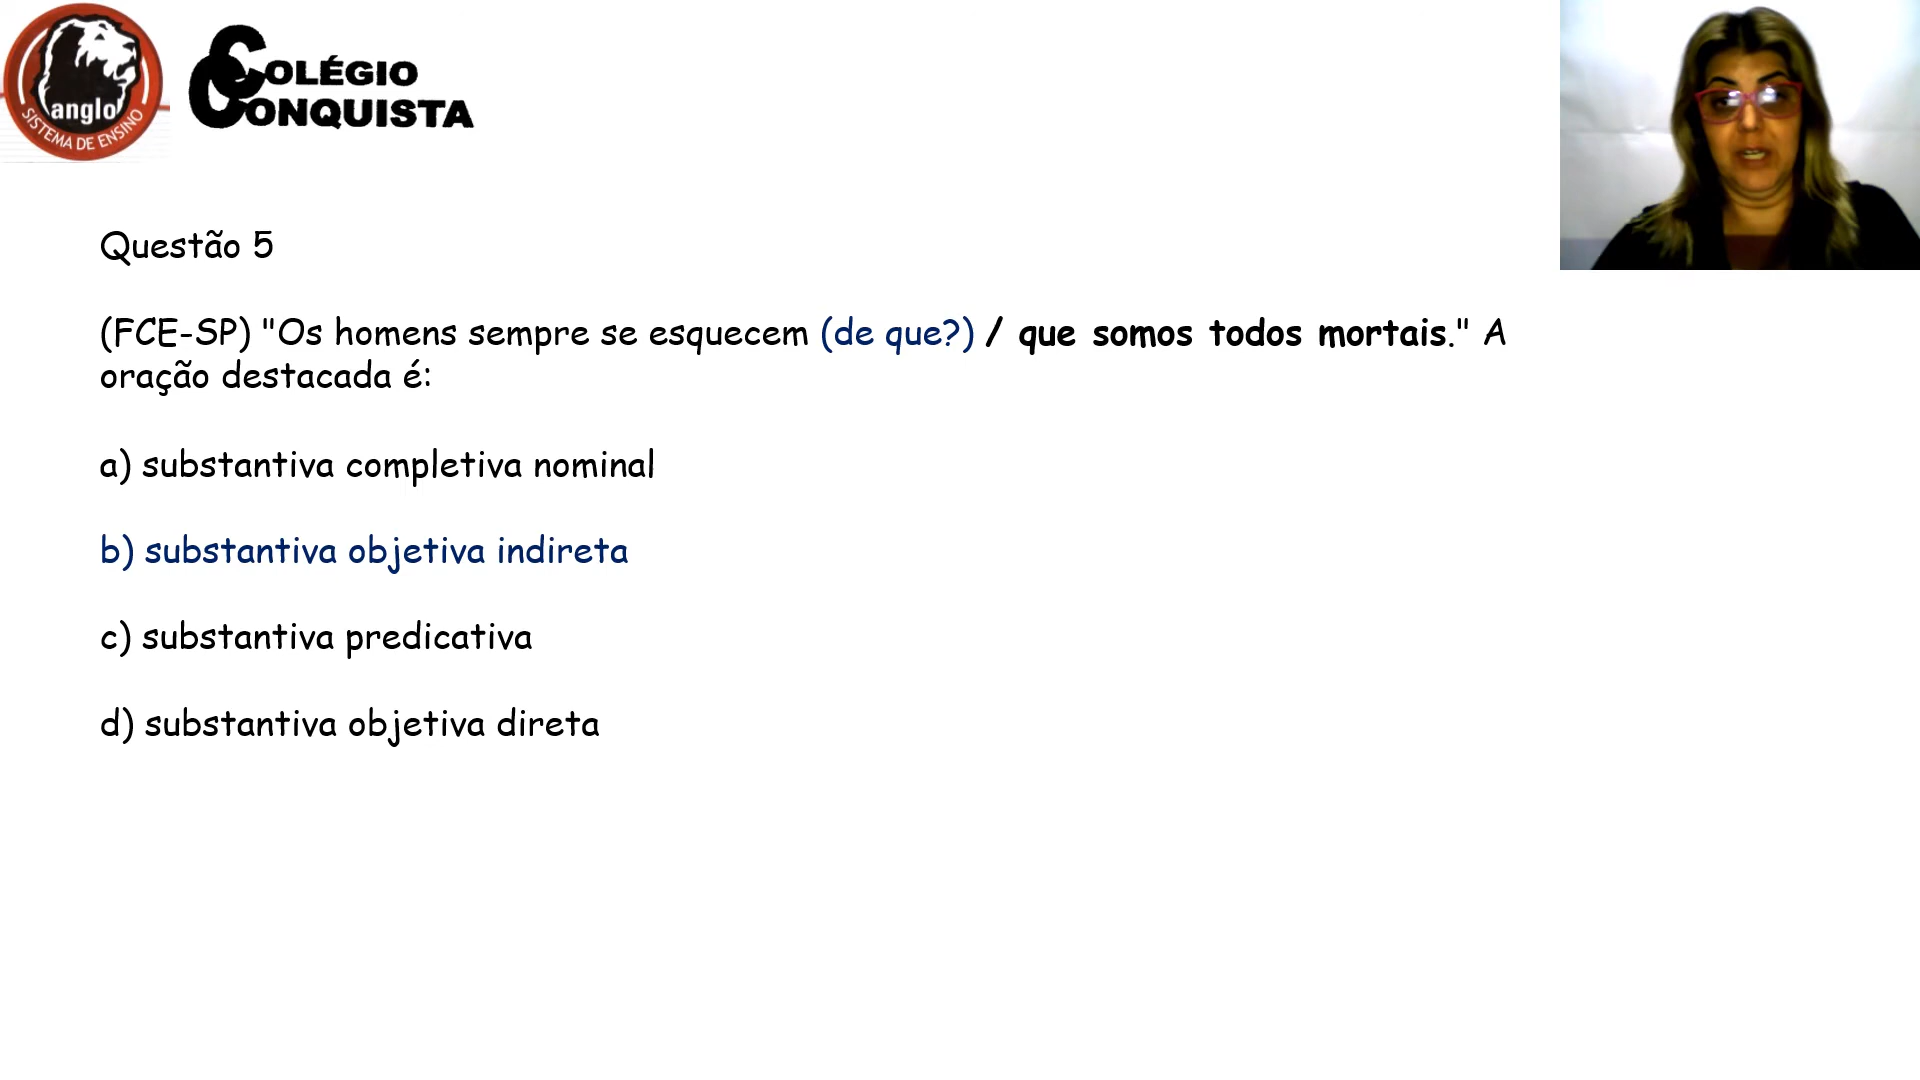 anglo
SISTEMA DE ENSINO
COLÉGIO
CONQUISTA
Questão 5
(FCE-SP) "Os homens sempre se esquecem (de que?) / que somos todos mortais." A
oração destacada é:
a) substantiva completiva nominal
b) substantiva objetiva indireta
c) substantiva predicativa
d) substantiva objetiva direta